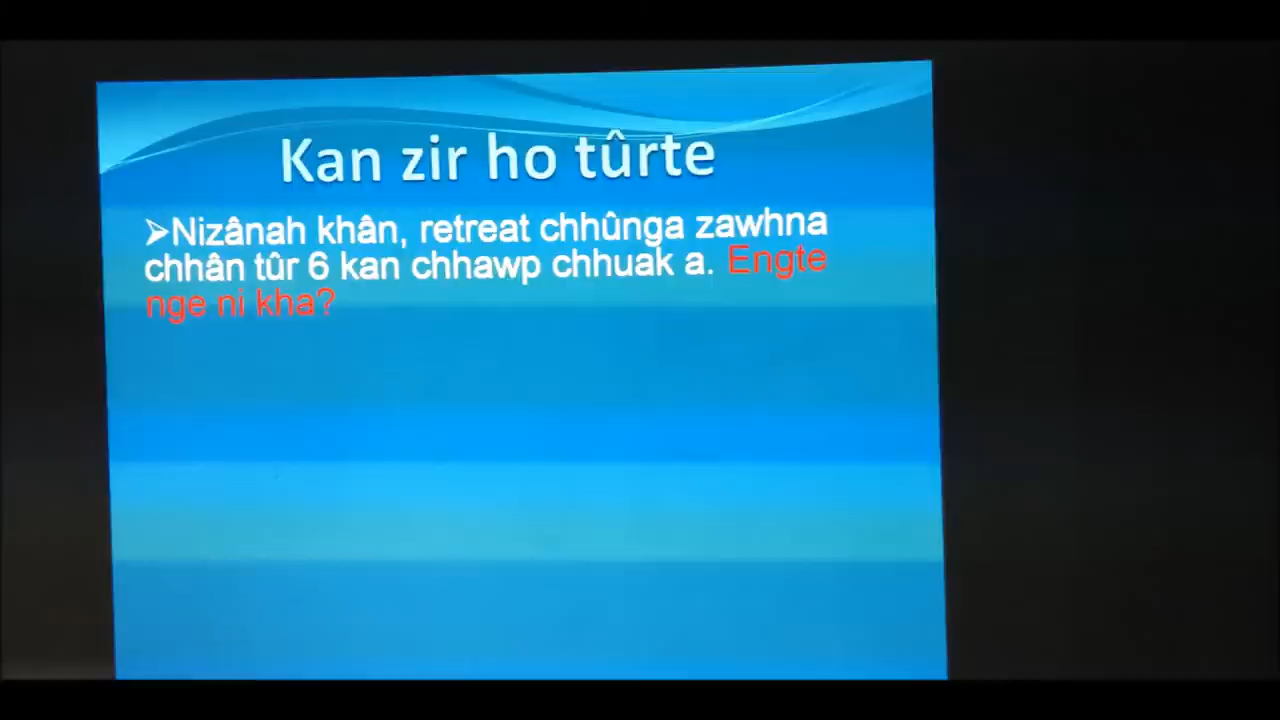 Kan zir ho tûrte
➢Nizânah khân, retreat chhûnga zawhna
chhân tûr 6 kan chhawp chhuak a. Engte
nge ni kha?